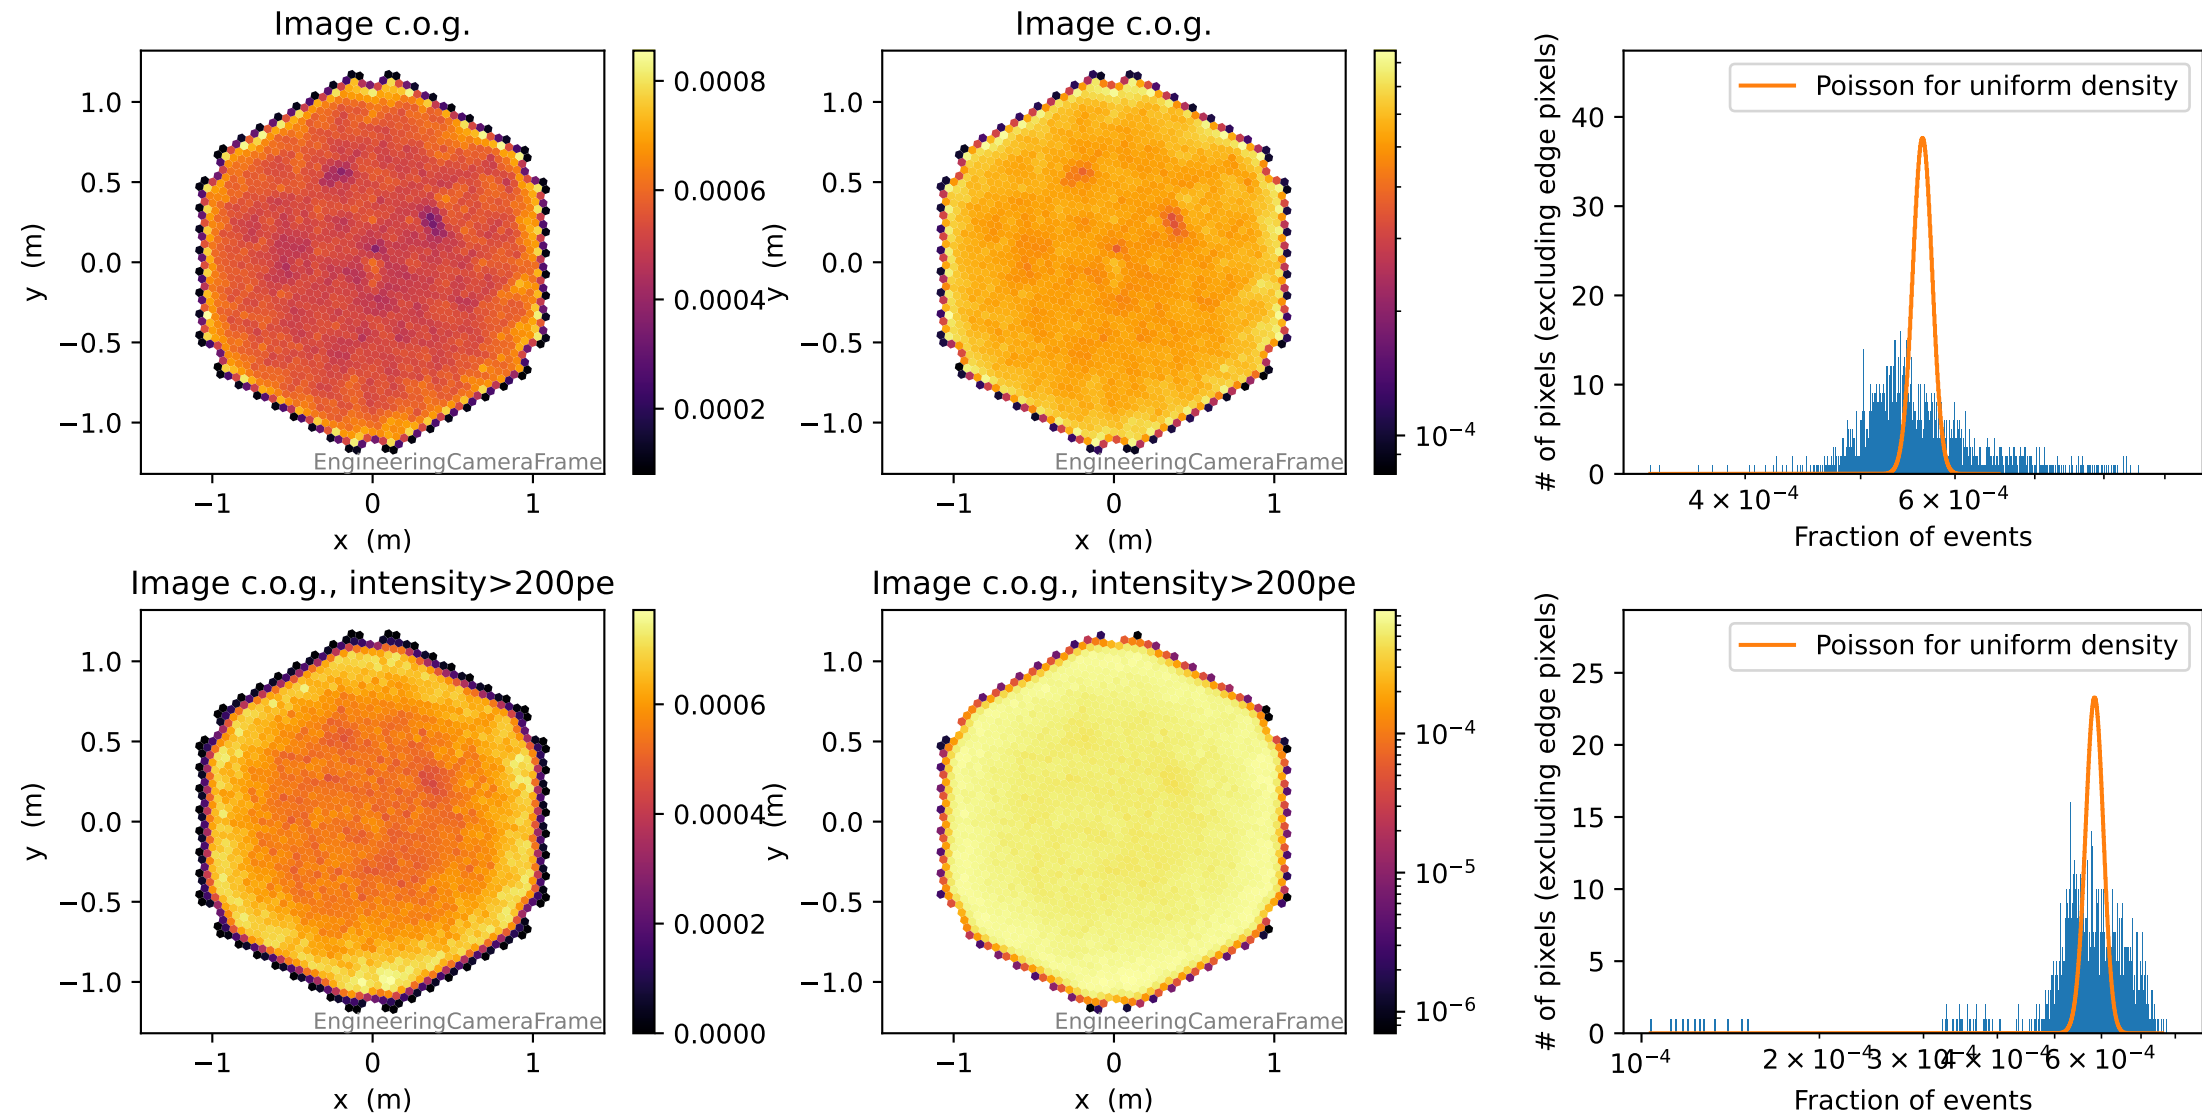 Image c.o.g.
1.0
0.5
0.0
−0.5
−1.0
y (m)
−1 0 1
x (m)
EngineeringCameraFrame
0.0008
0.0006
0.0004
0.0002
Image c.o.g.
1.0
0.5
0.0
−0.5
−1.0
y (m)
−1 0 1
x (m)
EngineeringCameraFrame
10⁻⁴
# of pixels (excluding edge pixels)
40
30
20
10
0
Poisson for uniform density
4 × 10⁻⁴ 6 × 10⁻⁴
Fraction of events
Image c.o.g., intensity>200pe
1.0
0.5
0.0
−0.5
−1.0
y (m)
−1 0 1
x (m)
EngineeringCameraFrame
0.0006
0.0004
0.0002
0.0000
Image c.o.g., intensity>200pe
1.0
0.5
0.0
−0.5
−1.0
y (m)
−1 0 1
x (m)
EngineeringCameraFrame
10⁻⁴
10⁻⁵
10⁻⁶
# of pixels (excluding edge pixels)
25
20
15
10
5
0
Poisson for uniform density
10⁻⁴ 2 × 10⁻⁴ 3 × 10⁻⁴ 4 × 10⁻⁴ 6 × 10⁻⁴
Fraction of events